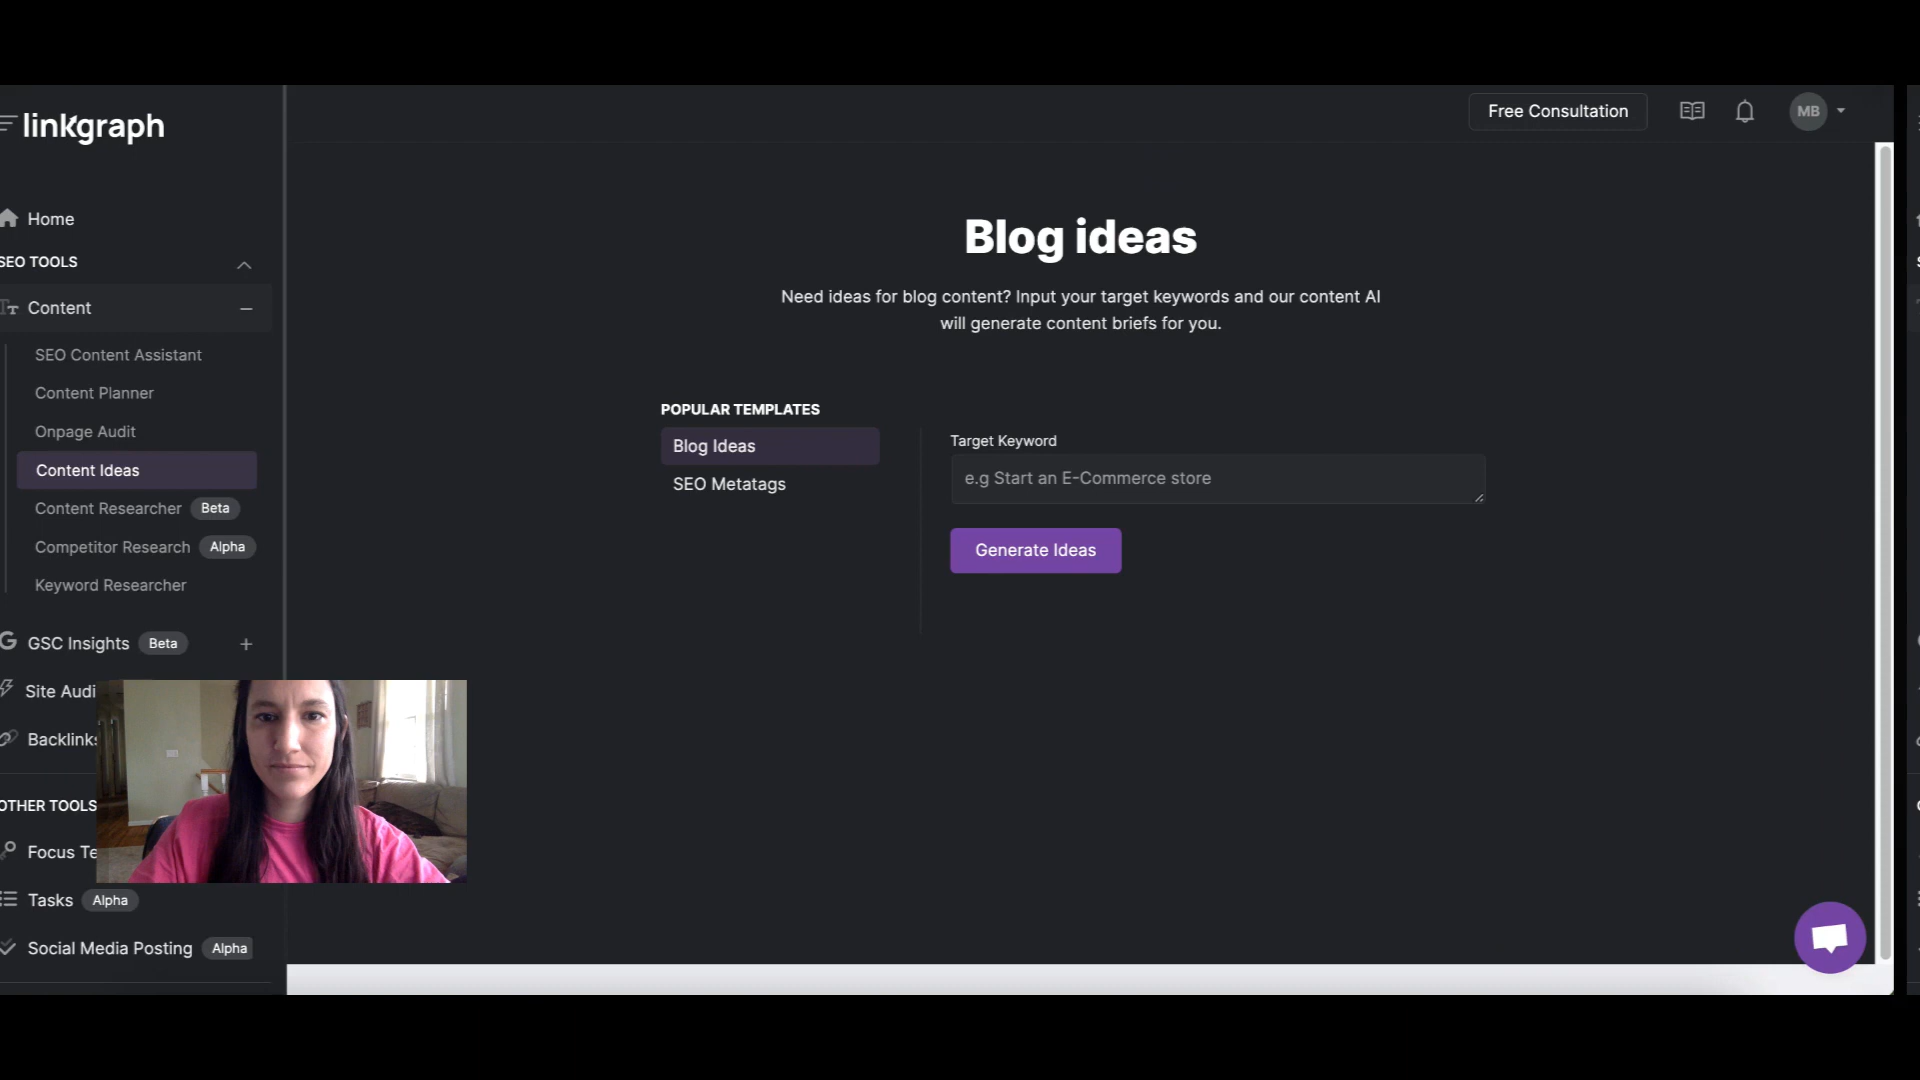 linkgraph
Free Consultation
MB
Home
SEO TOOLS
Content
SEO Content Assistant
Content Planner
Onpage Audit
Content Ideas
Content Researcher Beta
Competitor Research Alpha
Keyword Researcher
GSC Insights Beta
Site Audi
Backlinks
OTHER TOOLS
Focus Te
Tasks Alpha
Social Media Posting Alpha
Blog ideas
Need ideas for blog content? Input your target keywords and our content AI
will generate content briefs for you.
POPULAR TEMPLATES
Blog Ideas
SEO Metatags
Target Keyword
e.g Start an E-Commerce store
Generate Ideas